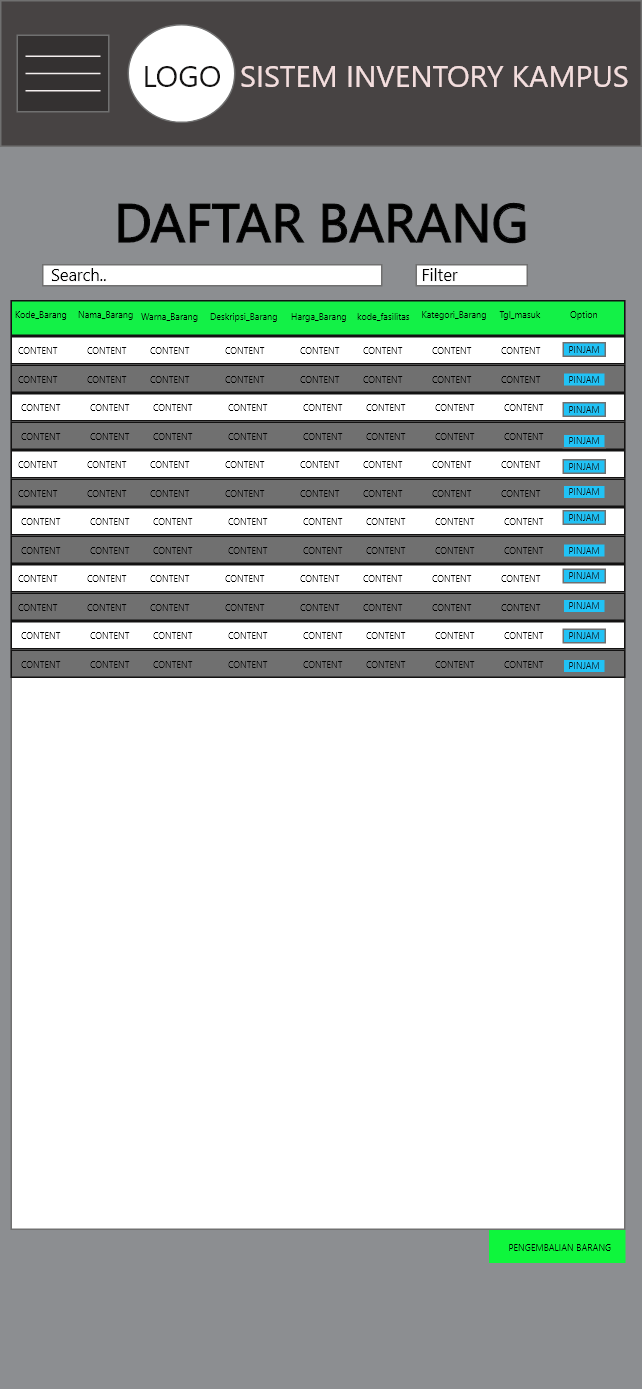 LOGO SISTEM INVENTORY KAMPUS
DAFTAR BARANG
Search.. Filter
Kode_Barang Nama_Barang Warna_Barang Deskripsi_Barang Harga_Barang kode_fasilitas Kategori_Barang Tgl_masuk Option
CONTENT CONTENT CONTENT CONTENT CONTENT CONTENT CONTENT CONTENT PINJAM
CONTENT CONTENT CONTENT CONTENT CONTENT CONTENT CONTENT CONTENT PINJAM
CONTENT CONTENT CONTENT CONTENT CONTENT CONTENT CONTENT CONTENT PINJAM
CONTENT CONTENT CONTENT CONTENT CONTENT CONTENT CONTENT CONTENT PINJAM
CONTENT CONTENT CONTENT CONTENT CONTENT CONTENT CONTENT CONTENT PINJAM
CONTENT CONTENT CONTENT CONTENT CONTENT CONTENT CONTENT CONTENT PINJAM
CONTENT CONTENT CONTENT CONTENT CONTENT CONTENT CONTENT CONTENT PINJAM
CONTENT CONTENT CONTENT CONTENT CONTENT CONTENT CONTENT CONTENT PINJAM
CONTENT CONTENT CONTENT CONTENT CONTENT CONTENT CONTENT CONTENT PINJAM
CONTENT CONTENT CONTENT CONTENT CONTENT CONTENT CONTENT CONTENT PINJAM
CONTENT CONTENT CONTENT CONTENT CONTENT CONTENT CONTENT CONTENT PINJAM
CONTENT CONTENT CONTENT CONTENT CONTENT CONTENT CONTENT CONTENT PINJAM
PENGEMBALIAN BARANG